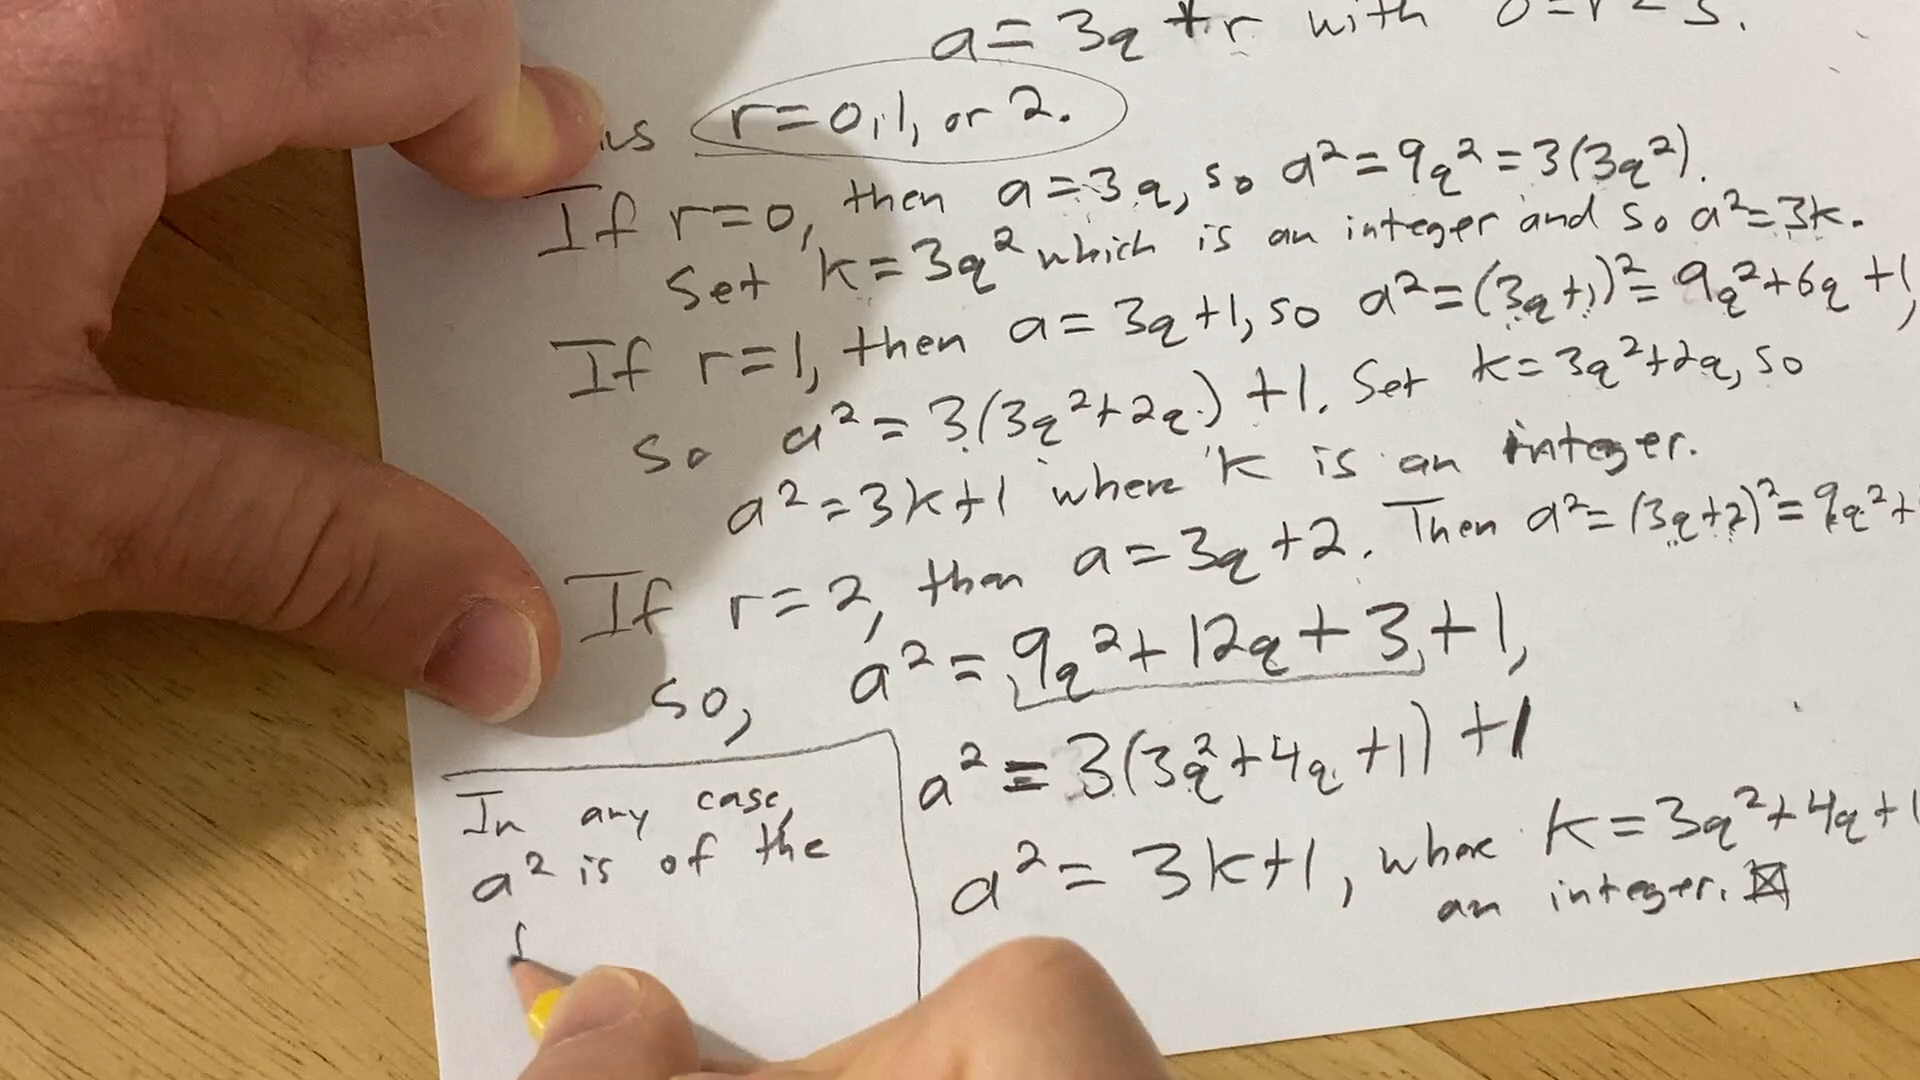 a = 3q + r with 0 ≤ r < 3.
us r = 0, 1, or 2.
If r = 0, then a = 3q, so a² = 9q² = 3(3q²).
Set k = 3q² which is an integer and so a² = 3k.
If r = 1, then a = 3q + 1, so a² = (3q + 1)² = 9q² + 6q + 1,
so a² = 3(3q² + 2q) + 1. Set k = 3q² + 2q, so
a² = 3k + 1 where k is an integer.
If r = 2, then a = 3q + 2. Then a² = (3q + 2)² = 9q² +
so, a² = 9q² + 12q + 3 + 1,
a² = 3(3q² + 4q + 1) + 1
a² = 3k + 1, where k = 3q² + 4q + 1
an integer. ☒
In any case,
a² is of the
f